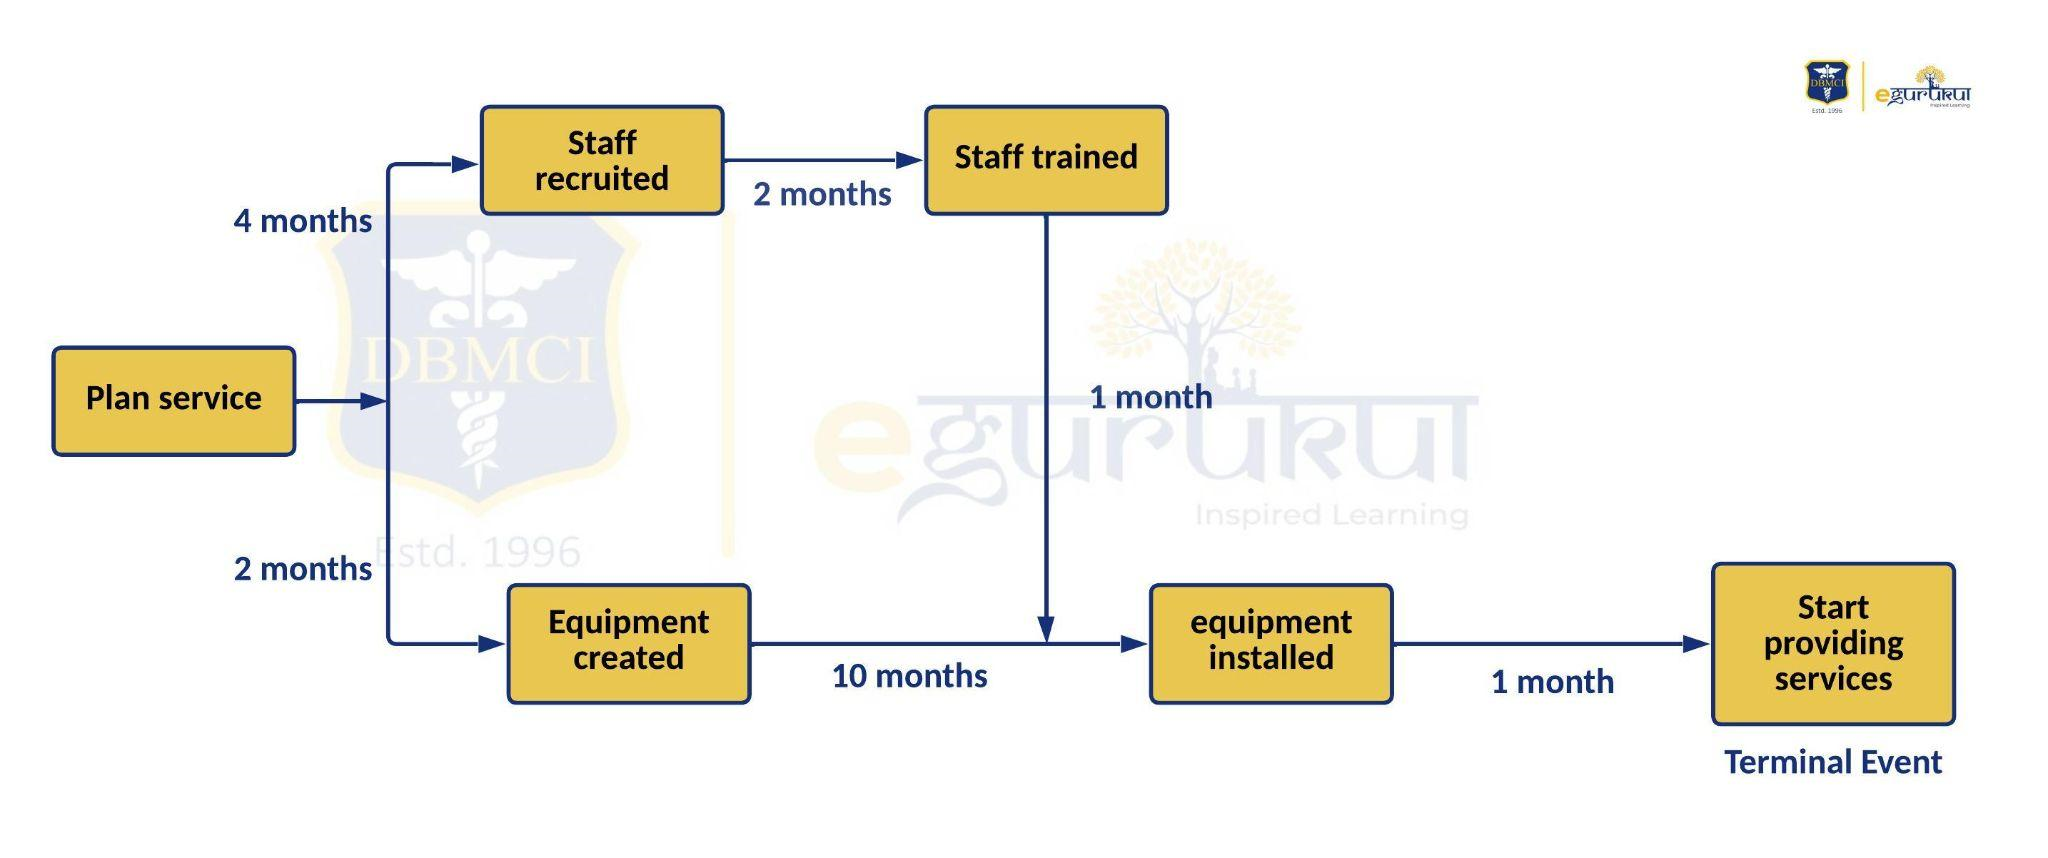 DBMCI
Estd. 1996
egurukul
Inspired Learning
Staff
recruited
2 months
Staff trained
4 months
Plan service
DBMCI
1 month
egurukul
Inspired Learning
Estd. 1996
2 months
Equipment
created
10 months
equipment
installed
1 month
Start
providing
services
Terminal Event